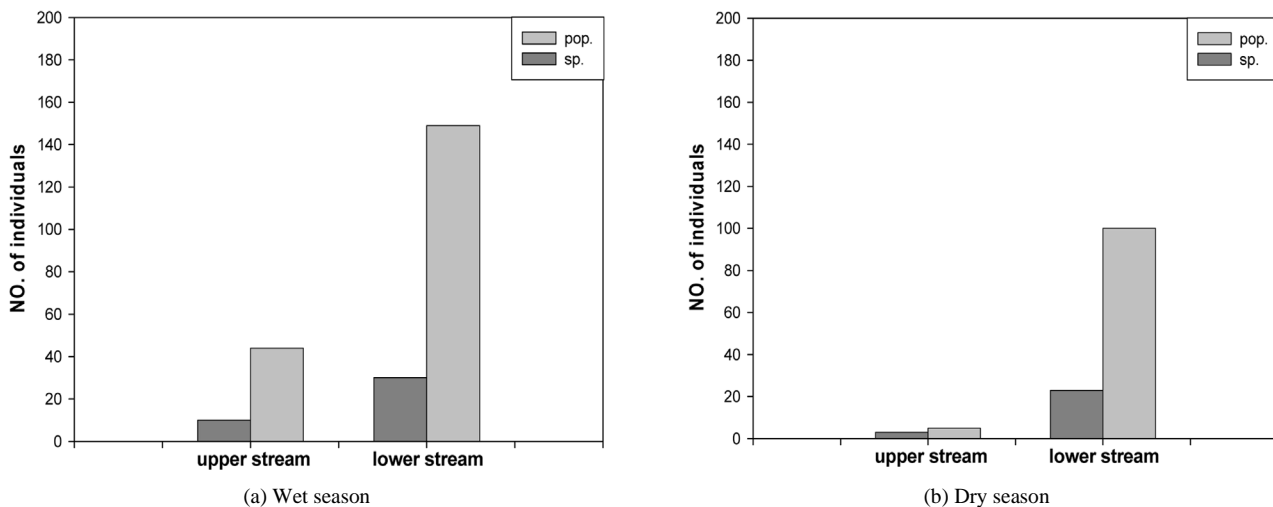 200
180
160
140
120
100
80
60
40
20
0
NO. of individuals
pop.
sp.
upper stream
lower stream
(a) Wet season
200
180
160
140
120
100
80
60
40
20
0
NO. of individuals
pop.
sp.
upper stream
lower stream
(b) Dry season